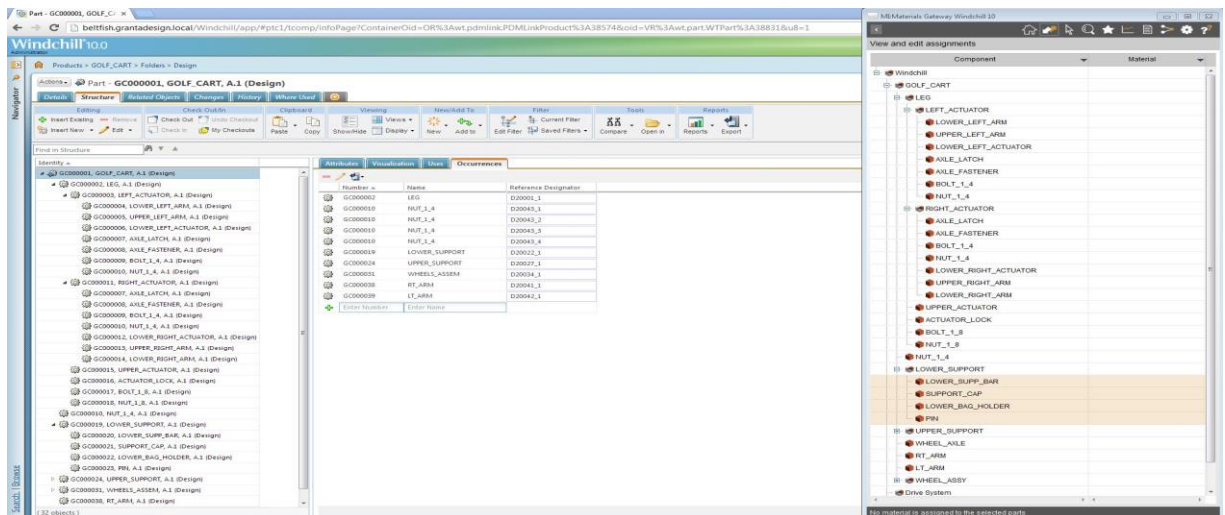 Part - GC000001, GOLF_C
beltfish.grantadesign.local/Windchill/app/#ptc1/tcomp/infoPage?ContainerOid=OR%3Awt.pdmlink.PDMLinkProduct%3A38574&oid=VR%3Awt.part.WTPart%3A38831&u8=1
Windchill 10.0
Navigator
Products > GOLF_CART > Folders > Design
Actions Part - GC000001, GOLF_CART, A.1 (Design)
Details Structure Related Objects Changes History Where Used
Editing Check Out/In Clipboard Viewing New/Add To Filter Tools Reports
Insert Existing Remove Check Out Undo Checkout Views Current Filter
Insert New Edit Check In My Checkouts Paste Copy Show/Hide Display New Add to Edit Filter Saved Filters Compare Open in Reports Export
Find in Structure
Identity
GC000001, GOLF_CART, A.1 (Design)
GC000002, LEG, A.1 (Design)
GC000003, LEFT_ACTUATOR, A.1 (Design)
GC000004, LOWER_LEFT_ARM, A.1 (Design)
GC000005, UPPER_LEFT_ARM, A.1 (Design)
GC000006, LOWER_LEFT_ACTUATOR, A.1 (Design)
GC000007, AXLE_LATCH, A.1 (Design)
GC000008, AXLE_FASTENER, A.1 (Design)
GC000009, BOLT_1_4, A.1 (Design)
GC000010, NUT_1_4, A.1 (Design)
GC000011, RIGHT_ACTUATOR, A.1 (Design)
GC000007, AXLE_LATCH, A.1 (Design)
GC000008, AXLE_FASTENER, A.1 (Design)
GC000009, BOLT_1_4, A.1 (Design)
GC000010, NUT_1_4, A.1 (Design)
GC000012, LOWER_RIGHT_ACTUATOR, A.1 (Design)
GC000013, UPPER_RIGHT_ARM, A.1 (Design)
GC000014, LOWER_RIGHT_ARM, A.1 (Design)
GC000015, UPPER_ACTUATOR, A.1 (Design)
GC000016, ACTUATOR_LOCK, A.1 (Design)
GC000017, BOLT_1_8, A.1 (Design)
GC000018, NUT_1_8, A.1 (Design)
GC000010, NUT_1_4, A.1 (Design)
GC000019, LOWER_SUPPORT, A.1 (Design)
GC000020, LOWER_SUPP_BAR, A.1 (Design)
GC000021, SUPPORT_CAP, A.1 (Design)
GC000022, LOWER_BAG_HOLDER, A.1 (Design)
GC000023, PIN, A.1 (Design)
GC000024, UPPER_SUPPORT, A.1 (Design)
GC000031, WHEELS_ASSEM, A.1 (Design)
GC000038, RT_ARM, A.1 (Design)
(32 objects)
Search | Browse
Attributes Visualisation Uses Occurrences
Number Name Reference Designator
GC000002 LEG D20001_1
GC000010 NUT_1_4 D20043_1
GC000010 NUT_1_4 D20043_2
GC000010 NUT_1_4 D20043_3
GC000010 NUT_1_4 D20043_4
GC000019 LOWER_SUPPORT D20022_1
GC000024 UPPER_SUPPORT D20027_1
GC000031 WHEELS_ASSEM D20034_1
GC000038 RT_ARM D20041_1
GC000039 LT_ARM D20042_1
Enter Number Enter Name
MI:Materials Gateway Windchill 10
View and edit assignments
Component Material
Windchill
GOLF_CART
LEG
LEFT_ACTUATOR
LOWER_LEFT_ARM
UPPER_LEFT_ARM
LOWER_LEFT_ACTUATOR
AXLE_LATCH
AXLE_FASTENER
BOLT_1_4
NUT_1_4
RIGHT_ACTUATOR
AXLE_LATCH
AXLE_FASTENER
BOLT_1_4
NUT_1_4
LOWER_RIGHT_ACTUATOR
UPPER_RIGHT_ARM
LOWER_RIGHT_ARM
UPPER_ACTUATOR
ACTUATOR_LOCK
BOLT_1_8
NUT_1_8
NUT_1_4
LOWER_SUPPORT
LOWER_SUPP_BAR
SUPPORT_CAP
LOWER_BAG_HOLDER
PIN
UPPER_SUPPORT
WHEEL_AXLE
RT_ARM
LT_ARM
WHEEL_ASSY
Drive System
No material is assigned to the selected parts